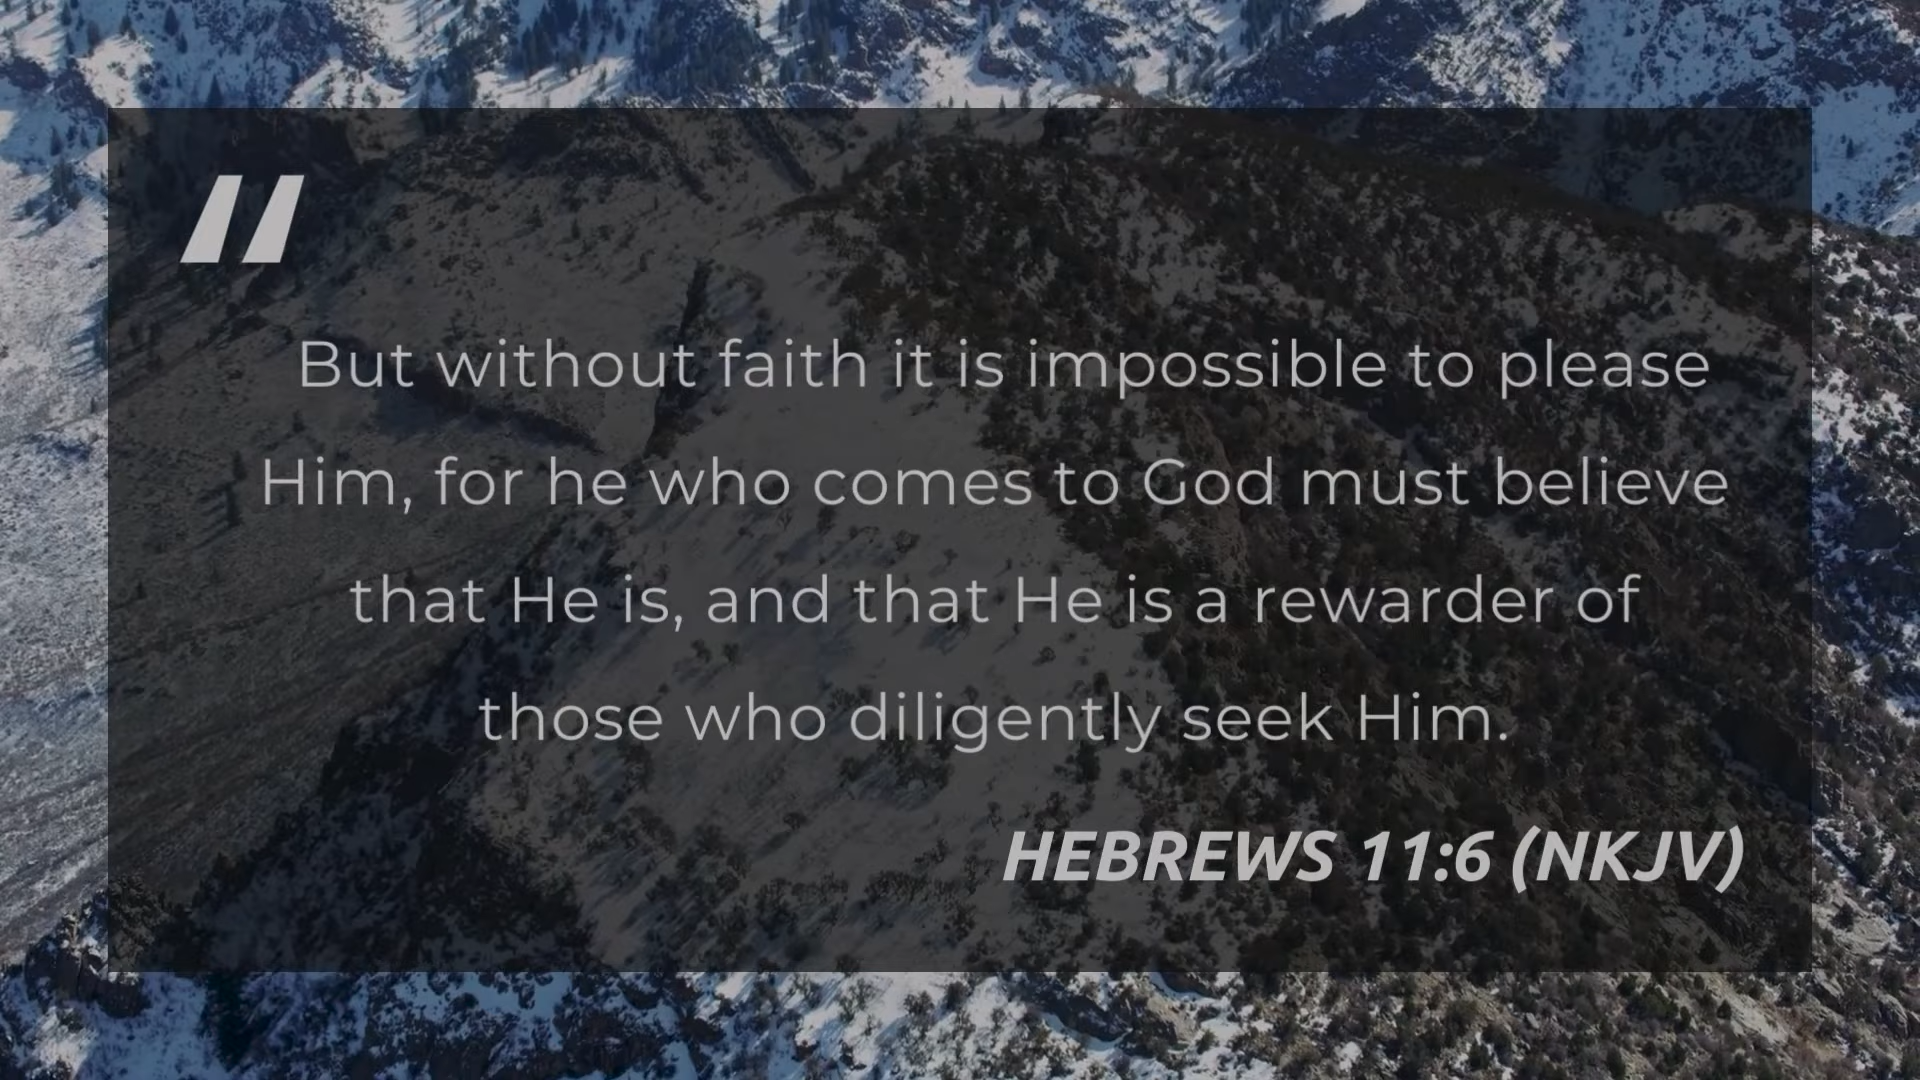 "
But without faith it is impossible to please
Him, for he who comes to God must believe
that He is, and that He is a rewarder of
those who diligently seek Him.
HEBREWS 11:6 (NKJV)